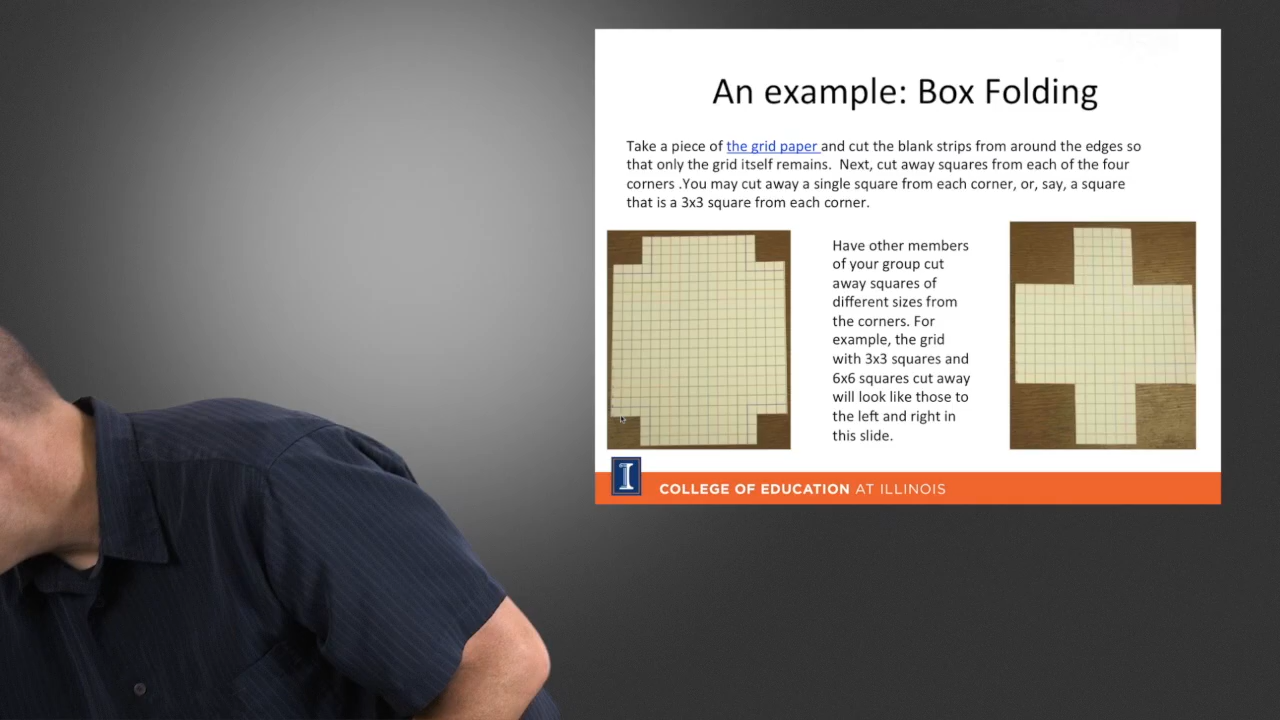 An example: Box Folding
Take a piece of the grid paper and cut the blank strips from around the edges so
that only the grid itself remains.  Next, cut away squares from each of the four
corners .You may cut away a single square from each corner, or, say, a square
that is a 3x3 square from each corner.
Have other members
of your group cut
away squares of
different sizes from
the corners. For
example, the grid
with 3x3 squares and
6x6 squares cut away
will look like those to
the left and right in
this slide.
I
COLLEGE OF EDUCATION AT ILLINOIS